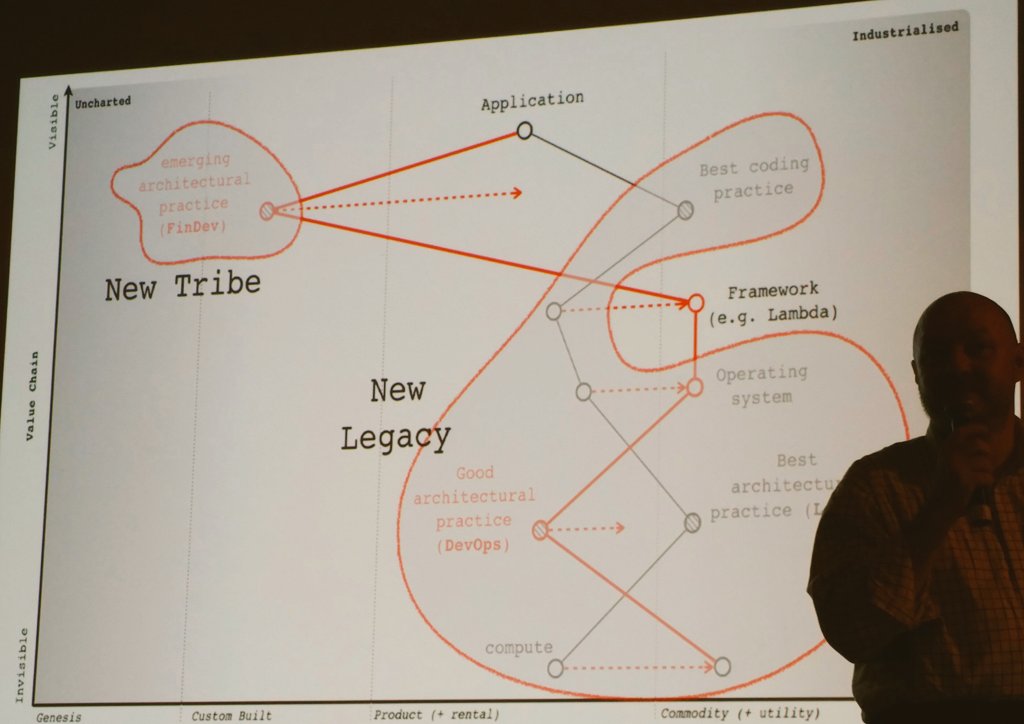 Industrialised
Uncharted
Visible
Application
emerging
architectural
practice
(FinDev)
Best coding
practice
New Tribe
Framework
(e.g. Lambda)
Value Chain
New
Legacy
Operating
system
Good
architectural
practice
(DevOps)
Best
practice
compute
Invisible
Genesis
Custom Built
Product (+ rental)
Commodity (+ utility)